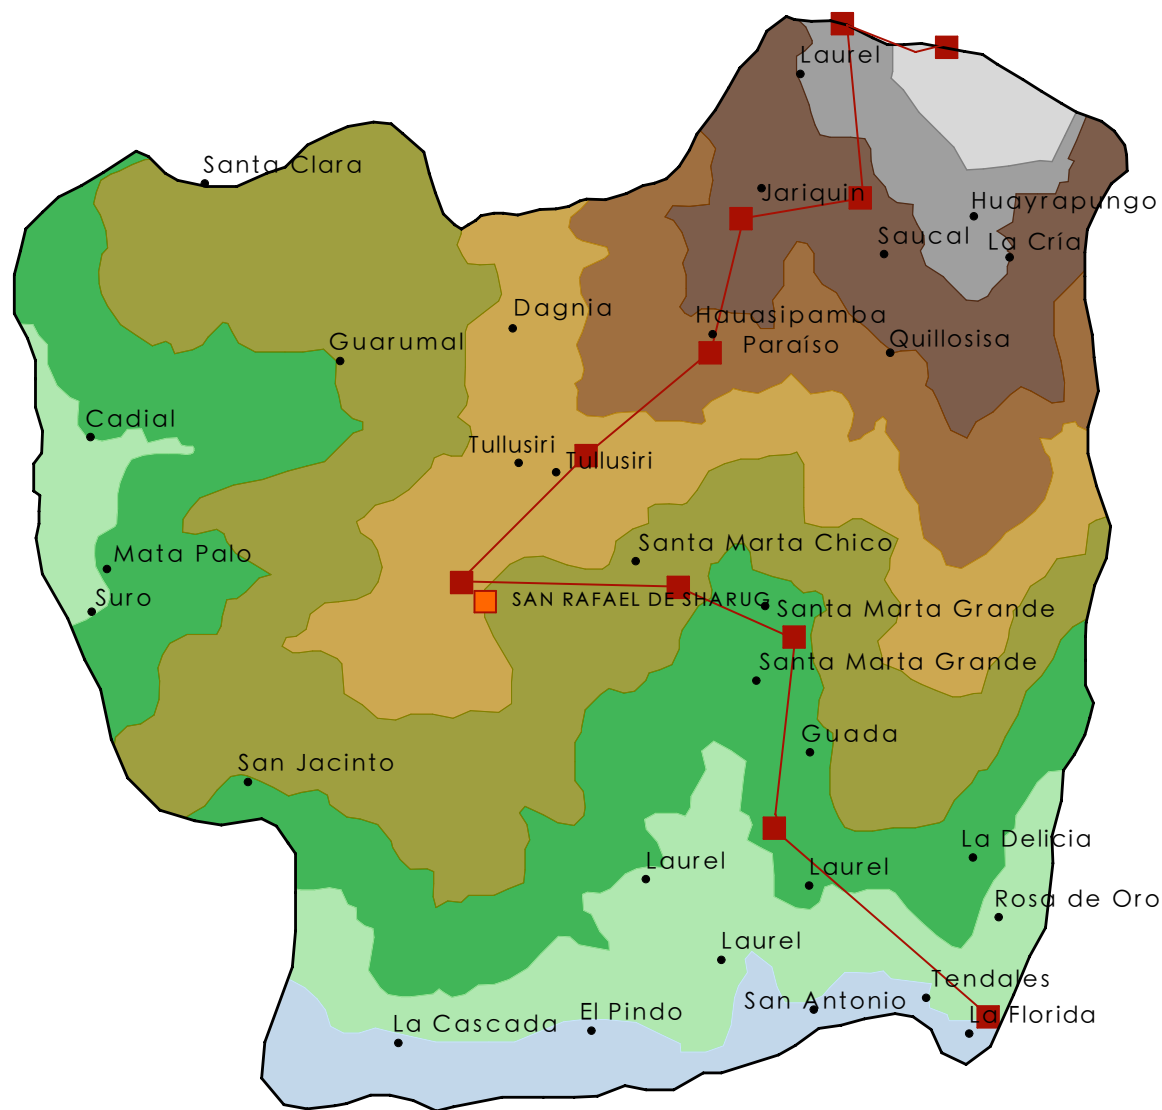 Laurel
Santa Clara
Jariquin
Huayrapungo
Saucal
La Cría
Dagnia
Hauasipamba
Guarumal
Paraíso
Quillosisa
Cadial
Tullusiri
Tullusiri
Santa Marta Chico
Mata Palo
Suro
SAN RAFAEL DE SHARUG
Santa Marta Grande
Santa Marta Grande
Guada
San Jacinto
La Delicia
Laurel
Laurel
Rosa de Oro
Laurel
Tendales
San Antonio
El Pindo
La Florida
La Cascada